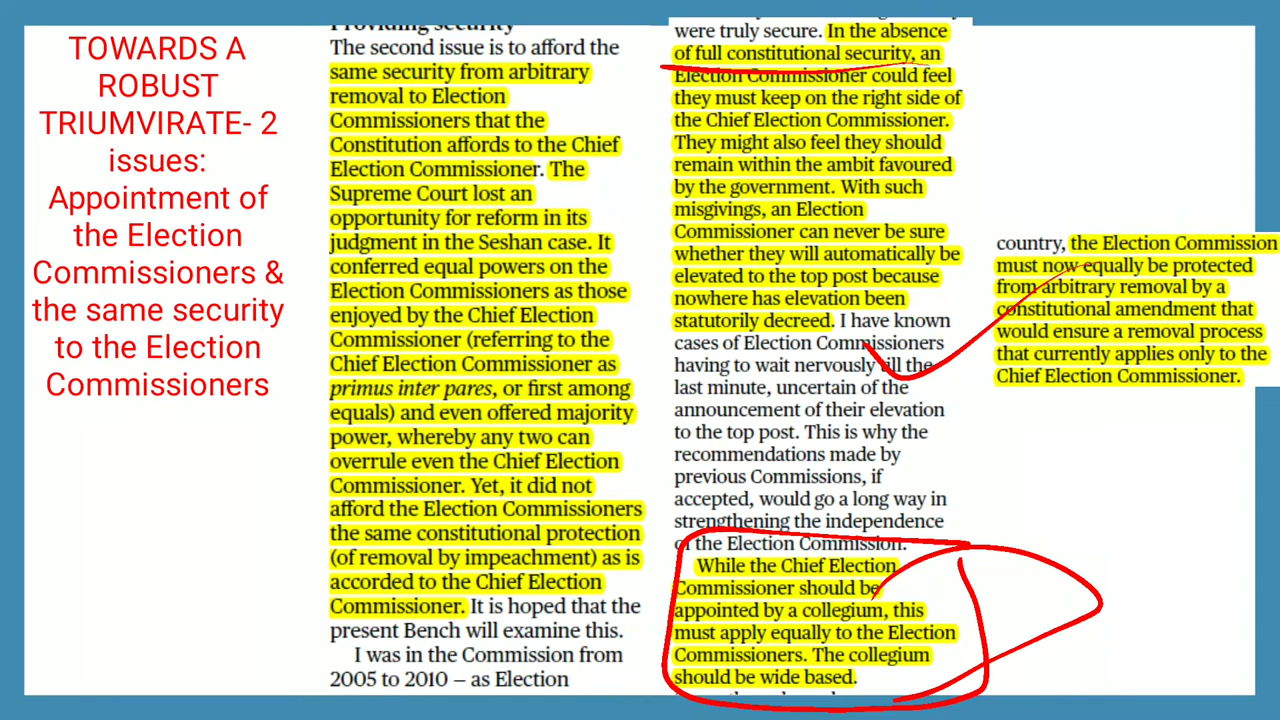 TOWARDS A
ROBUST
TRIUMVIRATE- 2
issues:
Appointment of
the Election
Commissioners &
the same security
to the Election
Commissioners
Providing security
The second issue is to afford the
same security from arbitrary
removal to Election
Commissioners that the
Constitution affords to the Chief
Election Commissioner. The
Supreme Court lost an
opportunity for reform in its
judgment in the Seshan case. It
conferred equal powers on the
Election Commissioners as those
enjoyed by the Chief Election
Commissioner (referring to the
Chief Election Commissioner as
primus inter pares, or first among
equals) and even offered majority
power, whereby any two can
overrule even the Chief Election
Commissioner. Yet, it did not
afford the Election Commissioners
the same constitutional protection
(of removal by impeachment) as is
accorded to the Chief Election
Commissioner. It is hoped that the
present Bench will examine this.
I was in the Commission from
2005 to 2010 – as Election
were truly secure. In the absence
of full constitutional security, an
Election Commissioner could feel
they must keep on the right side of
the Chief Election Commissioner.
They might also feel they should
remain within the ambit favoured
by the government. With such
misgivings, an Election
Commissioner can never be sure
whether they will automatically be
elevated to the top post because
nowhere has elevation been
statutorily decreed. I have known
cases of Election Commissioners
having to wait nervously till the
last minute, uncertain of the
announcement of their elevation
to the top post. This is why the
recommendations made by
previous Commissions, if
accepted, would go a long way in
strengthening the independence
of the Election Commission.
While the Chief Election
Commissioner should be
appointed by a collegium, this
must apply equally to the Election
Commissioners. The collegium
should be wide based.
country, the Election Commission
must now equally be protected
from arbitrary removal by a
constitutional amendment that
would ensure a removal process
that currently applies only to the
Chief Election Commissioner.